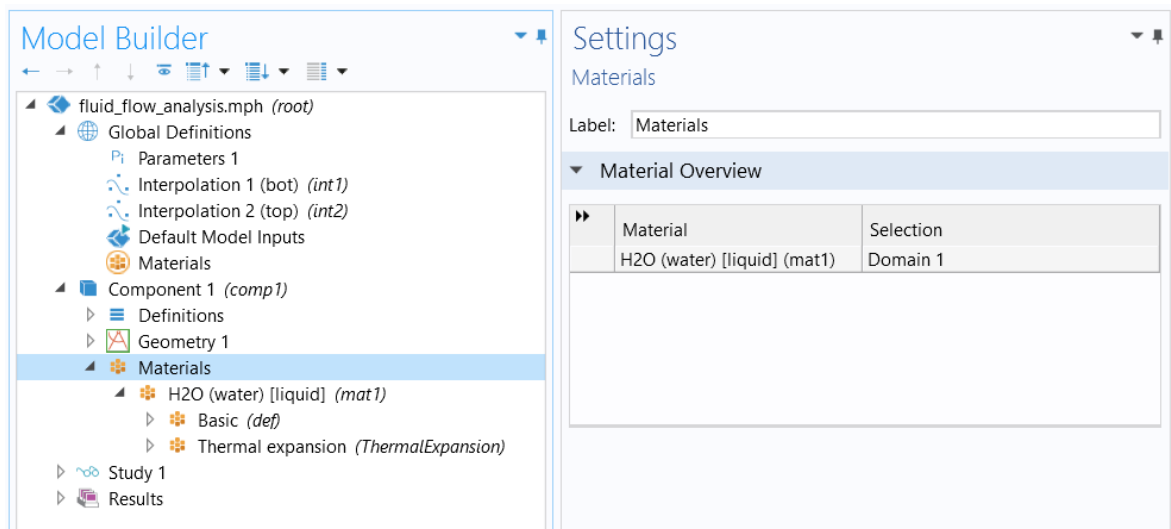 Model Builder
fluid_flow_analysis.mph (root)
Global Definitions
Pi Parameters 1
Interpolation 1 (bot) (int1)
Interpolation 2 (top) (int2)
Default Model Inputs
Materials
Component 1 (comp1)
Definitions
Geometry 1
Materials
H2O (water) [liquid] (mat1)
Basic (def)
Thermal expansion (ThermalExpansion)
Study 1
Results
Settings
Materials
Label: Materials
Material Overview
Material Selection
H2O (water) [liquid] (mat1) Domain 1